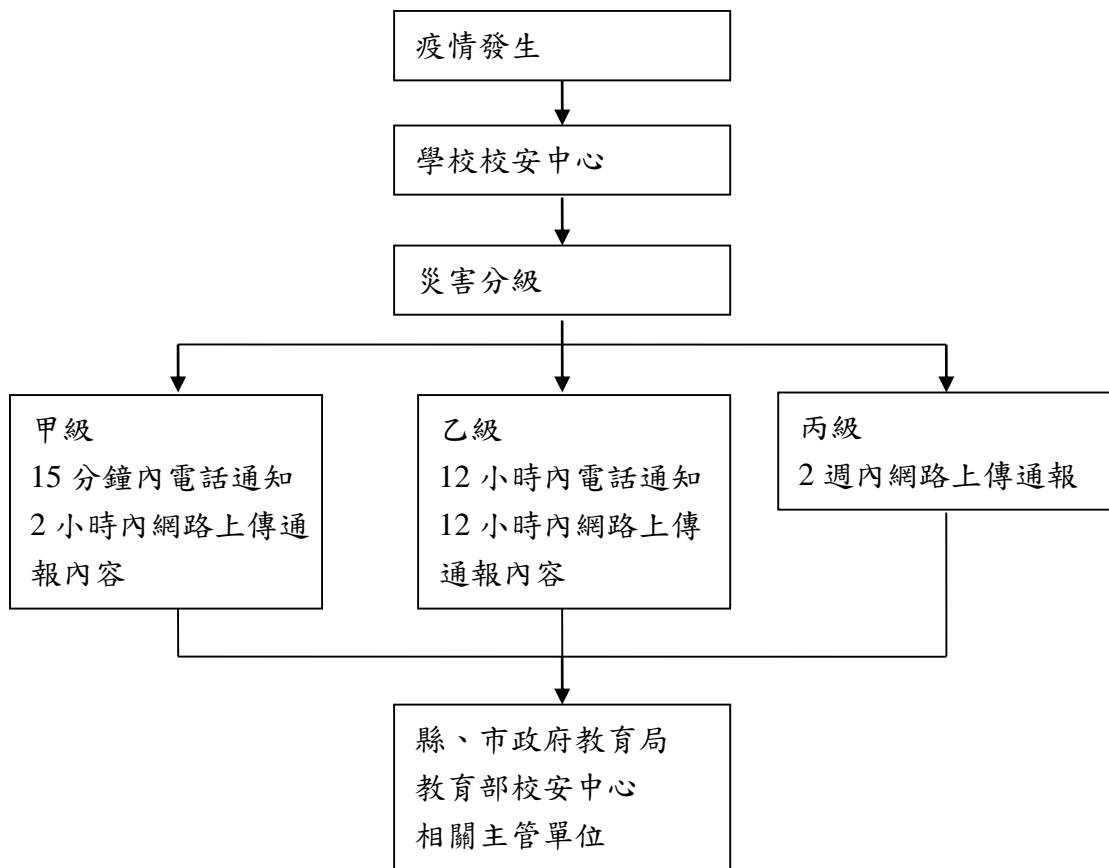 疫情發生
學校校安中心
災害分級
甲級
15 分鐘內電話通知
2 小時內網路上傳通
報內容
乙級
12 小時內電話通知
12 小時內網路上傳
通報內容
丙級
2 週內網路上傳通報
縣、市政府教育局
教育部校安中心
相關主管單位